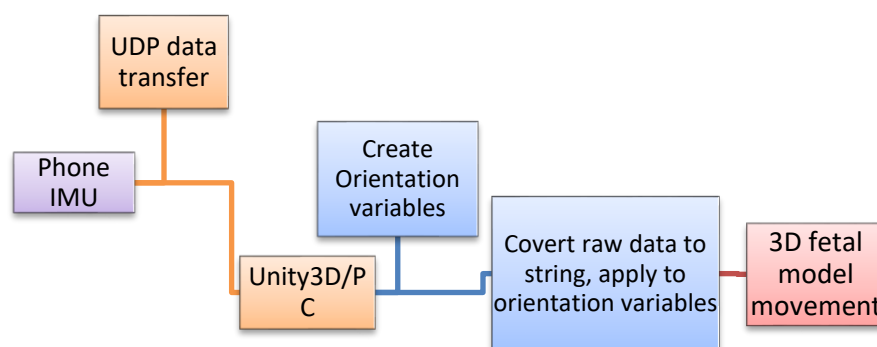 UDP data
transfer
Phone
IMU
Create
Orientation
variables
Unity3D/P
C
Covert raw data to
string, apply to
orientation variables
3D fetal
model
movement